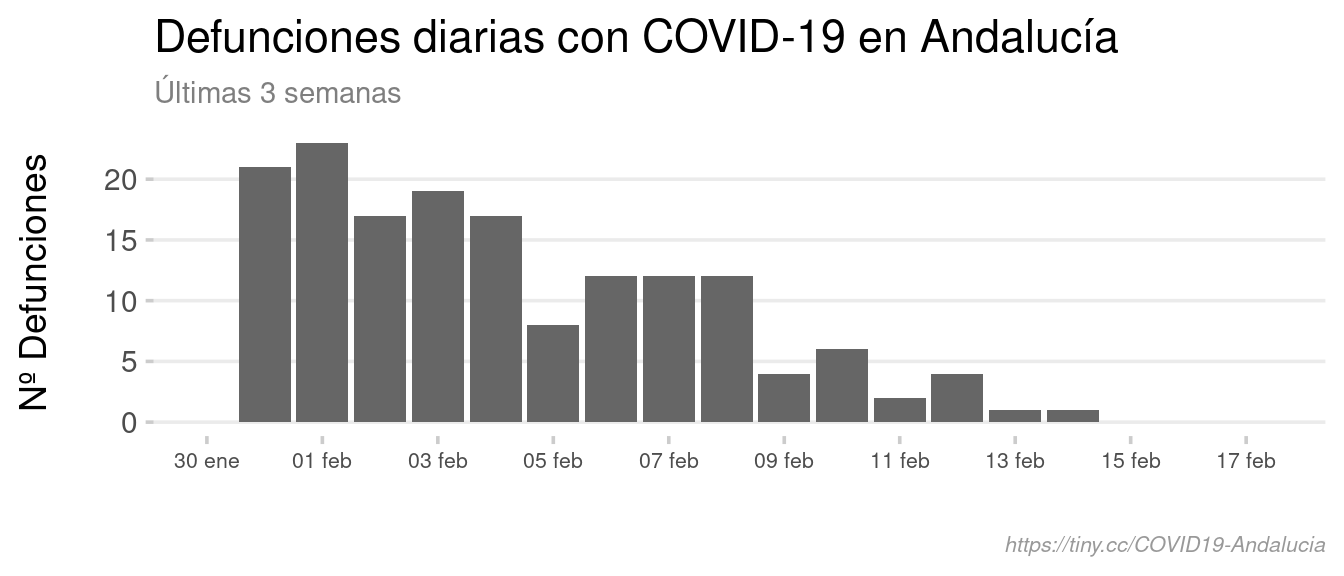 Defunciones diarias con COVID-19 en Andalucía
Últimas 3 semanas
Nº Defunciones
20
15
10
5
0
30 ene 01 feb 03 feb 05 feb 07 feb 09 feb 11 feb 13 feb 15 feb 17 feb
https://tiny.cc/COVID19-Andalucia